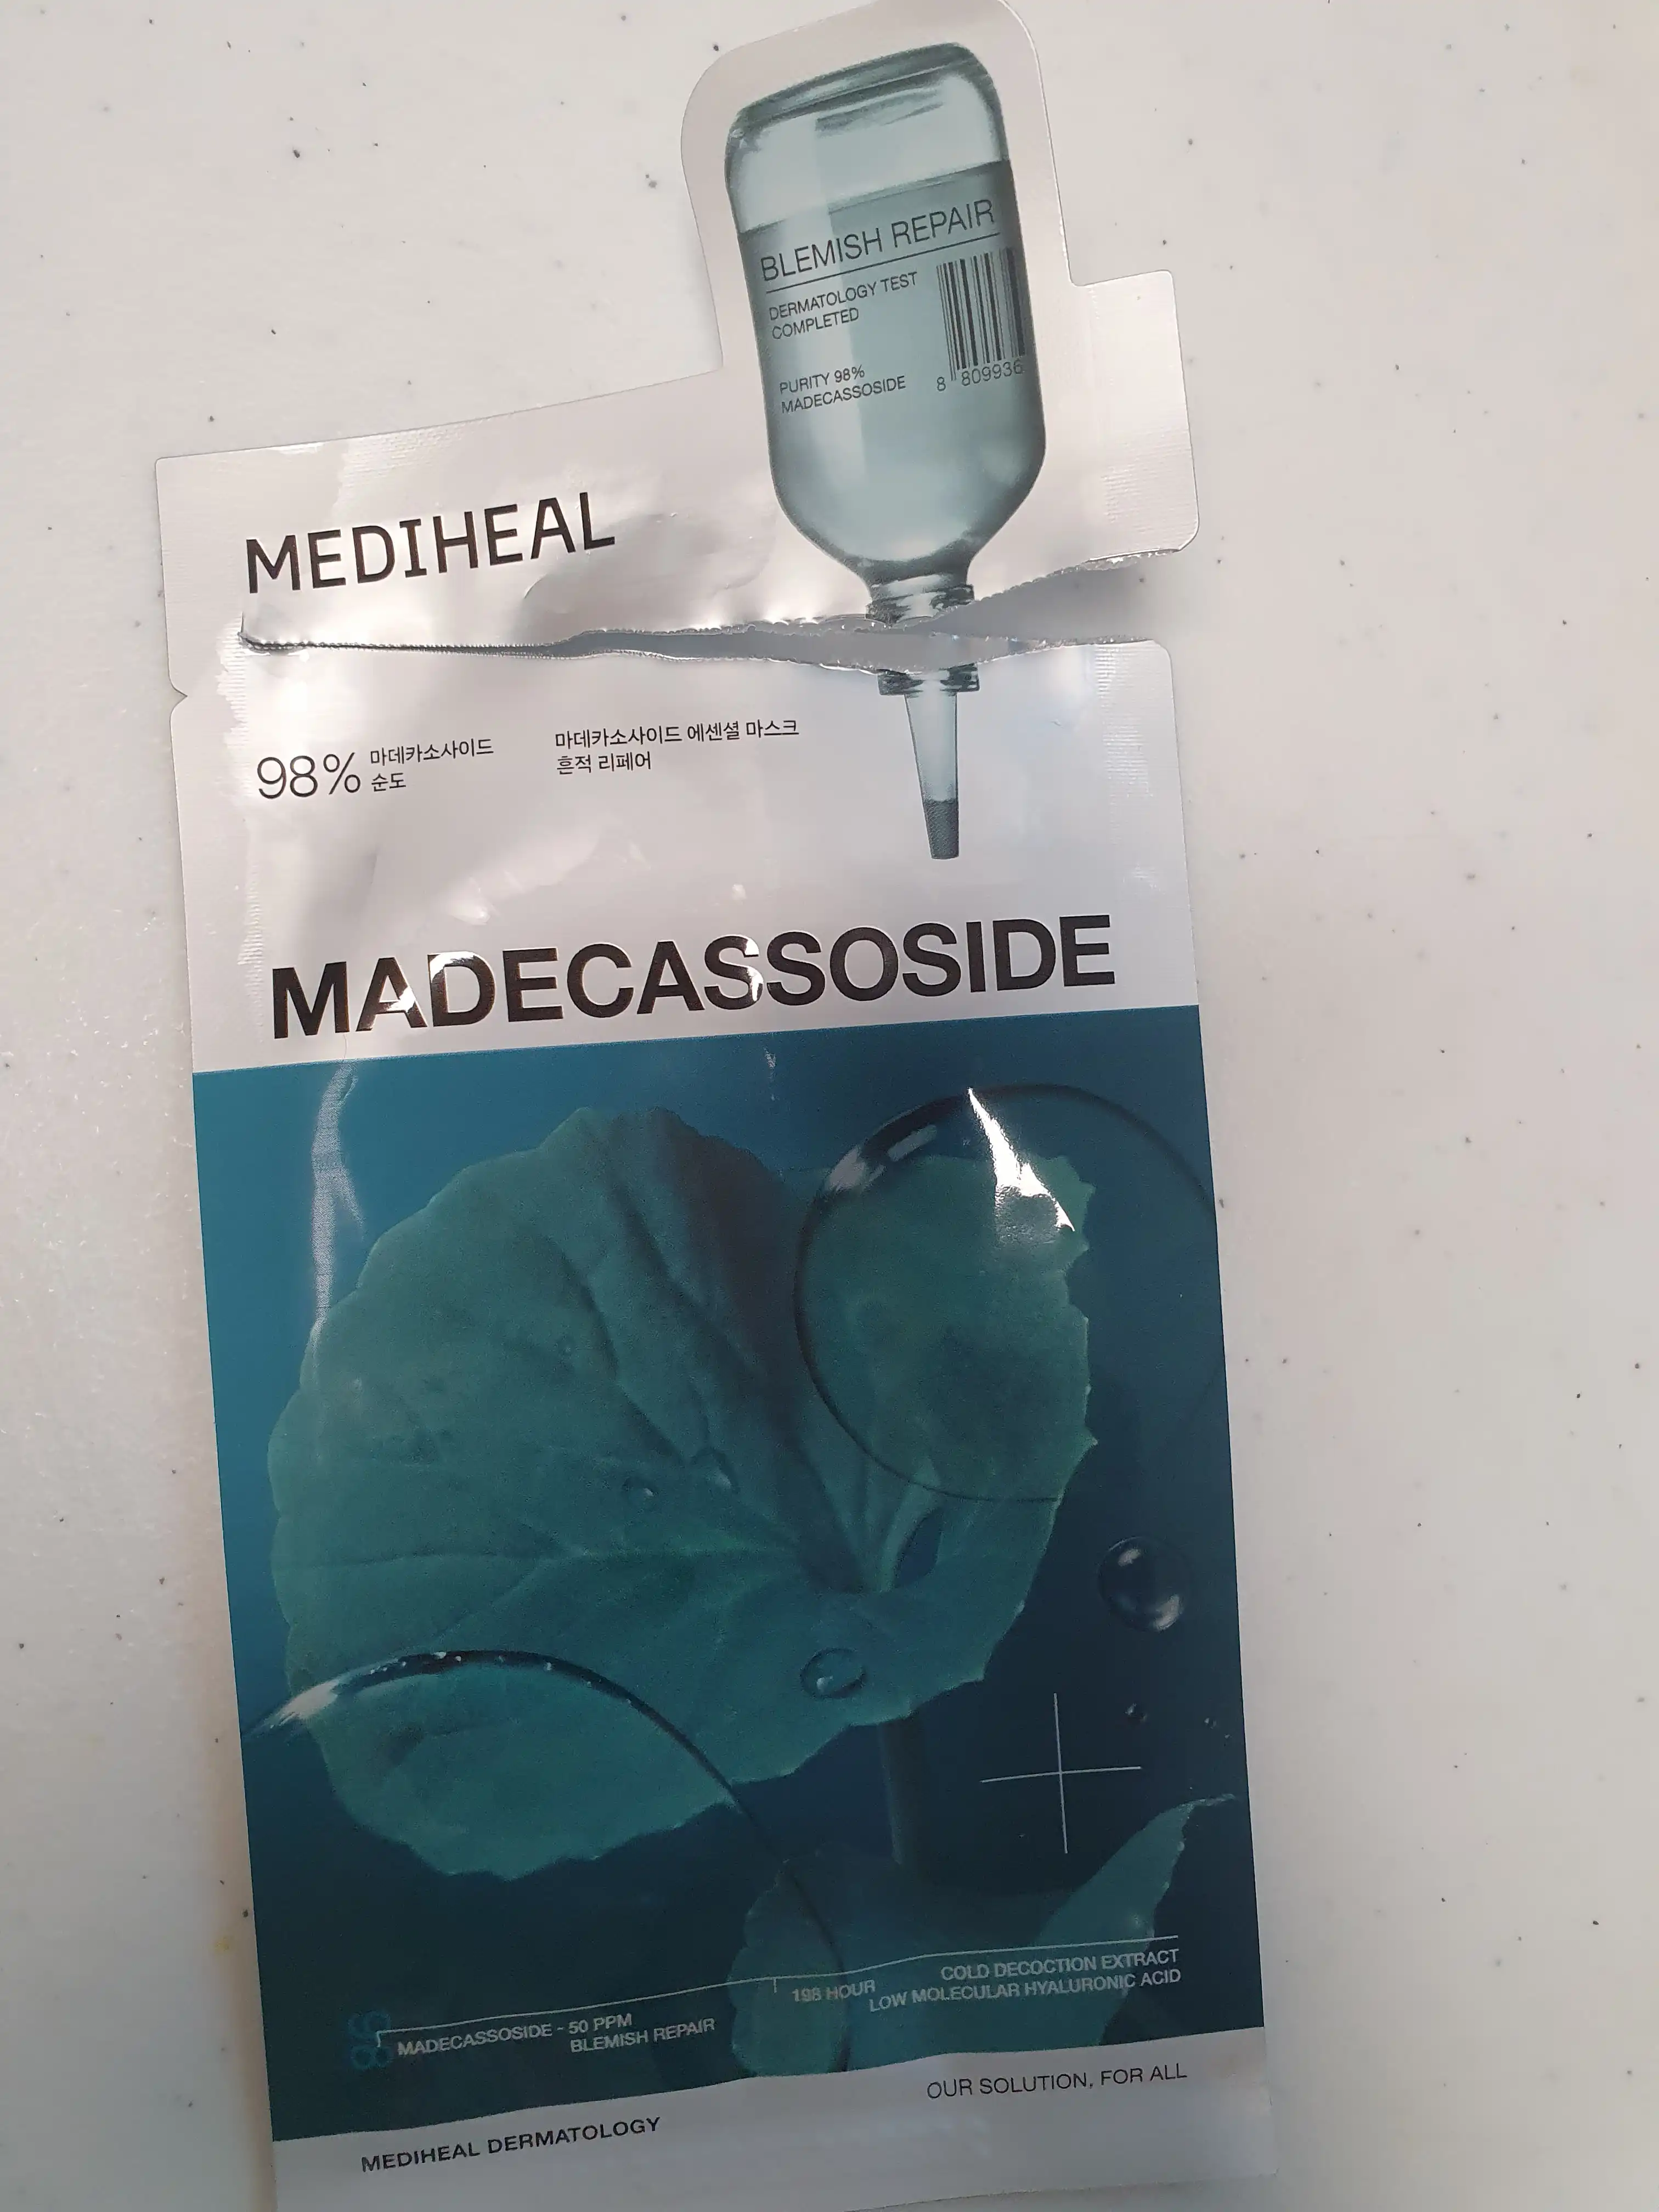 BLEMISH REPAIR
DERMATOLOGY TEST
COMPLETED
PURITY 98%
MADECASSOSIDE
8 809936
MEDIHEAL
98% 마데카소사이드
순도
마데카소사이드 에센셜 마스크
흔적 리페어
MADECASSOSIDE
MADECASSOSIDE - 50 PPM
BLEMISH REPAIR
198 HOUR
COLD DECOCTION EXTRACT
LOW MOLECULAR HYALURONIC ACID
OUR SOLUTION, FOR ALL
MEDIHEAL DERMATOLOGY